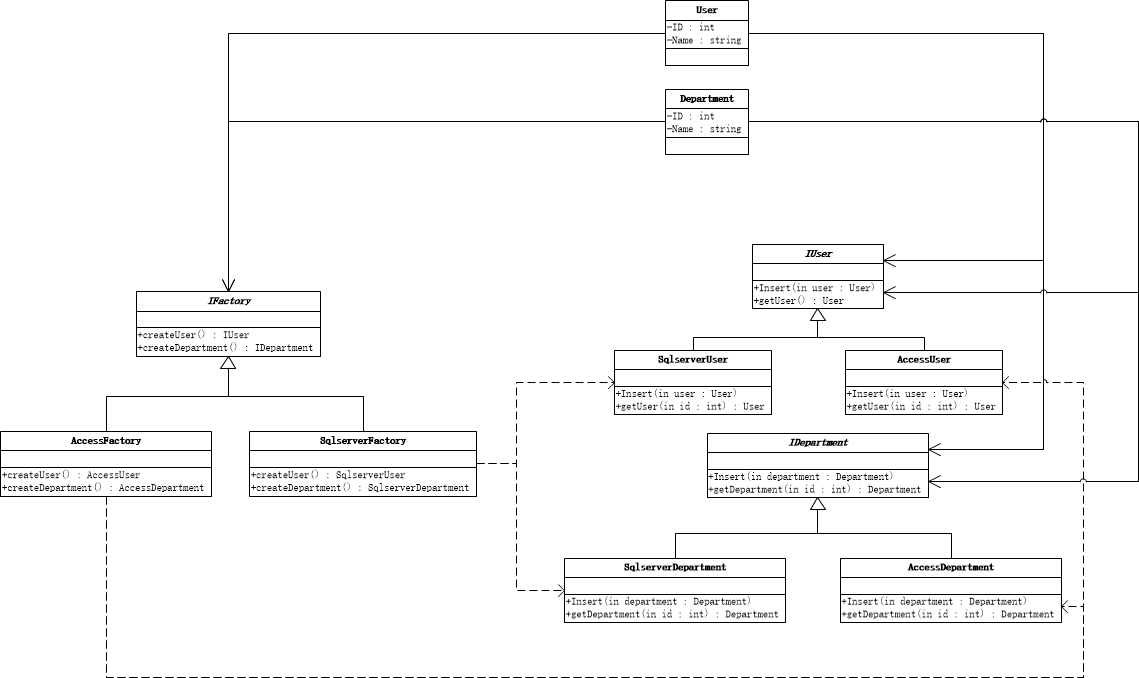 User
-ID : int
-Name : string
Department
-ID : int
-Name : string
IUser
+Insert(in user : User)
+getUser() : User
IFactory
+createUser() : IUser
+createDepartment() : IDepartment
SqlserverUser
+Insert(in user : User)
+getUser(in id : int) : User
AccessUser
+Insert(in user : User)
+getUser(in id : int) : User
AccessFactory
+createUser() : AccessUser
+createDepartment() : AccessDepartment
SqlserverFactory
+createUser() : SqlserverUser
+createDepartment() : SqlserverDepartment
IDepartment
+Insert(in department : Department)
+getDepartment(in id : int) : Department
SqlserverDepartment
+Insert(in department : Department)
+getDepartment(in id : int) : Department
AccessDepartment
+Insert(in department : Department)
+getDepartment(in id : int) : Department